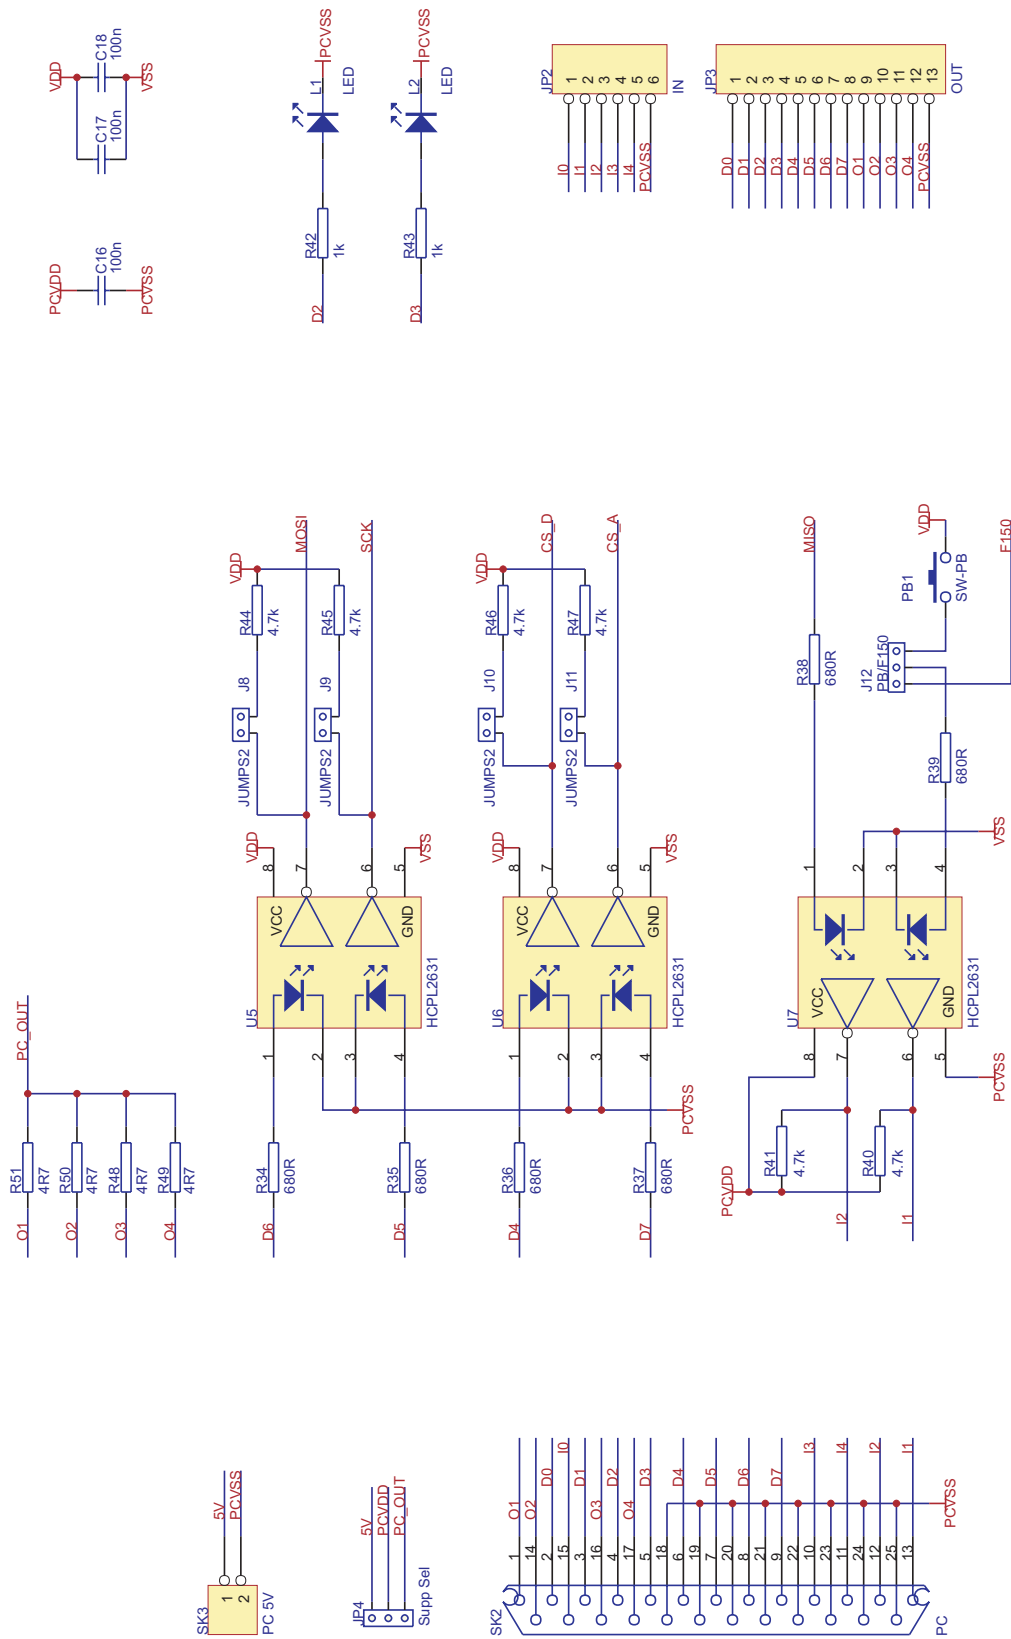 VDD
C18
100n
VSS
C17
100n
PCVDD
C16
100n
PCVSS
PCVSS
L1
LED
R42
1k
D2
PCVSS
L2
LED
R43
1k
D3
JP2
1
2
3
4
5
6
IN
I0
I1
I2
I3
I4
PCVSS
JP3
1
2
3
4
5
6
7
8
9
10
11
12
13
OUT
D0
D1
D2
D3
D4
D5
D6
D7
O1
O2
O3
O4
PCVSS
MOSI
SCK
VDD
R44
4.7k
R45
4.7k
J8
JUMPS2
J9
JUMPS2
VDD
8
7
6
5
VSS
VCC
GND
U5
HCPL2631
1
2
3
4
R34
680R
D6
R35
680R
D5
CS_D
CS_A
VDD
R46
4.7k
R47
4.7k
J10
JUMPS2
J11
JUMPS2
VDD
8
7
6
5
VSS
VCC
GND
U6
HCPL2631
1
2
3
4
R36
680R
D4
R37
680R
D7
PCVSS
MISO
R38
680R
VDD
PB1
SW-PB
F150
J12
PB/F150
R39
680R
VSS
1
2
3
4
VCC
GND
U7
HCPL2631
8
7
6
5
PCVSS
R41
4.7k
R40
4.7k
PCVDD
I2
I1
PC_OUT
R51
4R7
R50
4R7
R48
4R7
R49
4R7
O1
O2
O3
O4
5V
PCVSS
SK3
1
2
PC 5V
5V
PCVDD
PC_OUT
JP4
Supp Sel
O1
O2
D0
I0
D1
O3
D2
O4
D3
D4
D5
D6
D7
I3
I4
I2
I1
PCVSS
1
14
2
15
3
16
4
17
5
18
6
19
7
20
8
21
9
22
10
23
11
24
12
25
13
SK2
PC